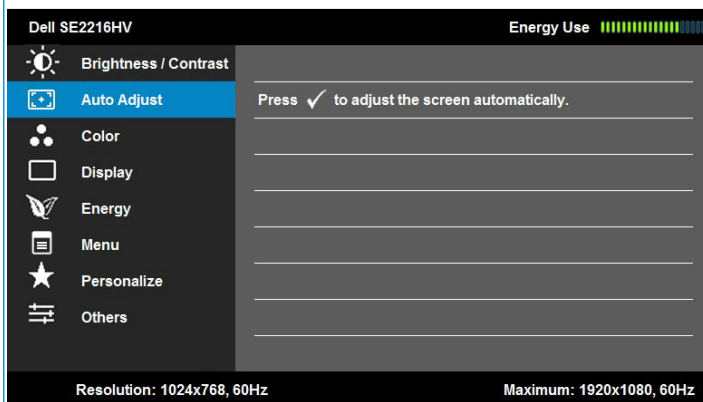 Dell SE2216HV Energy Use
Brightness / Contrast
Auto Adjust Press ✓ to adjust the screen automatically.
Color
Display
Energy
Menu
Personalize
Others
Resolution: 1024x768, 60Hz Maximum: 1920x1080, 60Hz